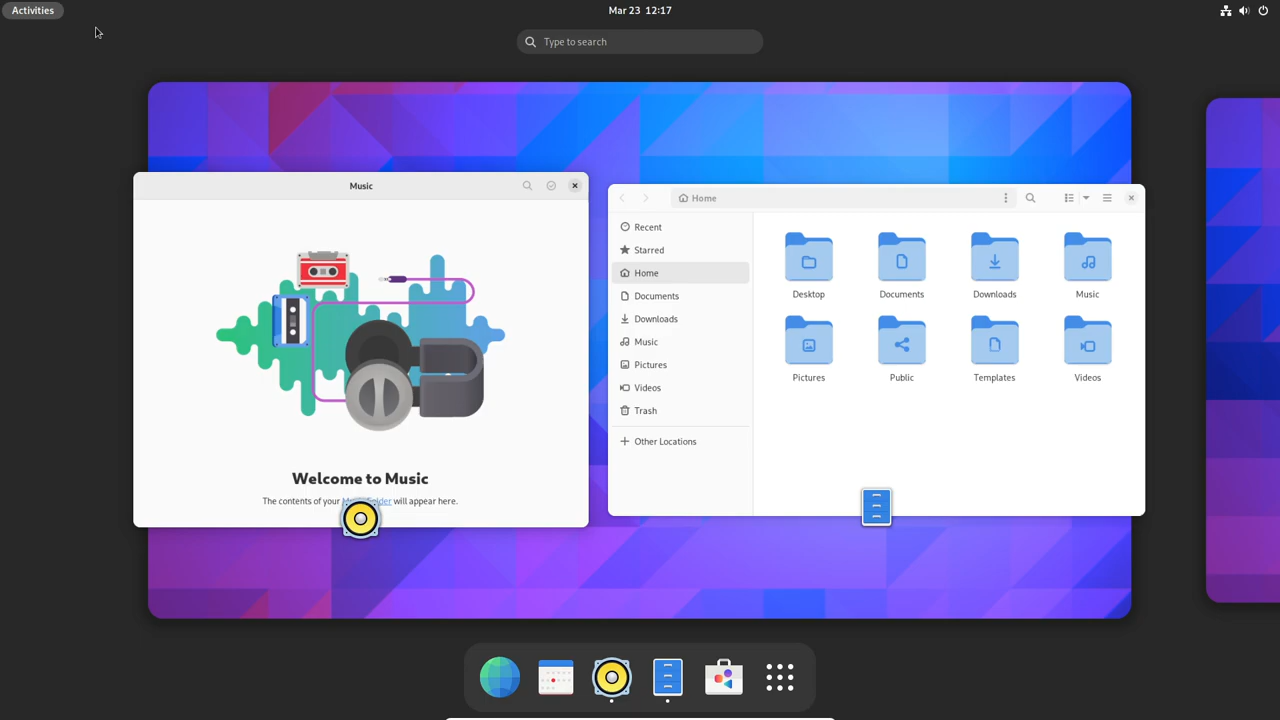 Activities
Mar 23 12:17
Type to search
Music
Welcome to Music
The contents of your Music folder will appear here.
Home
Recent
Starred
Home
Documents
Downloads
Music
Pictures
Videos
Trash
Other Locations
Desktop
Documents
Downloads
Music
Pictures
Public
Templates
Videos